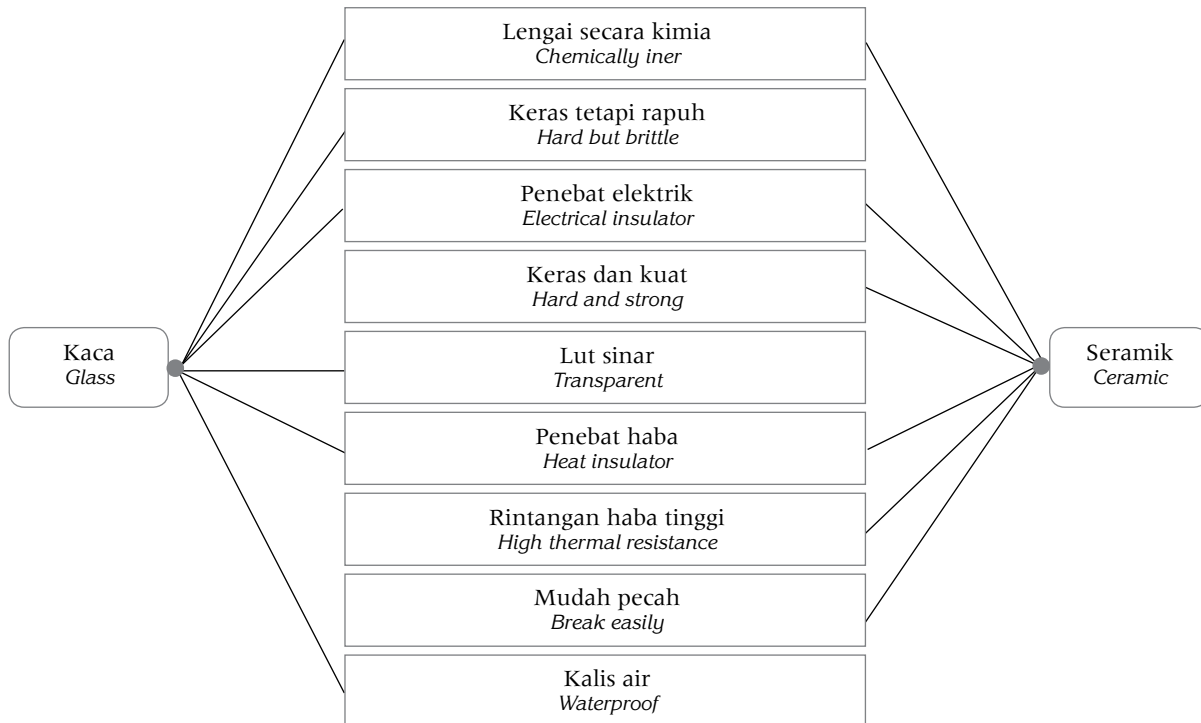 Lengai secara kimia
Chemically iner
Keras tetapi rapuh
Hard but brittle
Penebat elektrik
Electrical insulator
Keras dan kuat
Hard and strong
Kaca
Glass
Lut sinar
Transparent
Seramik
Ceramic
Penebat haba
Heat insulator
Rintangan haba tinggi
High thermal resistance
Mudah pecah
Break easily
Kalis air
Waterproof